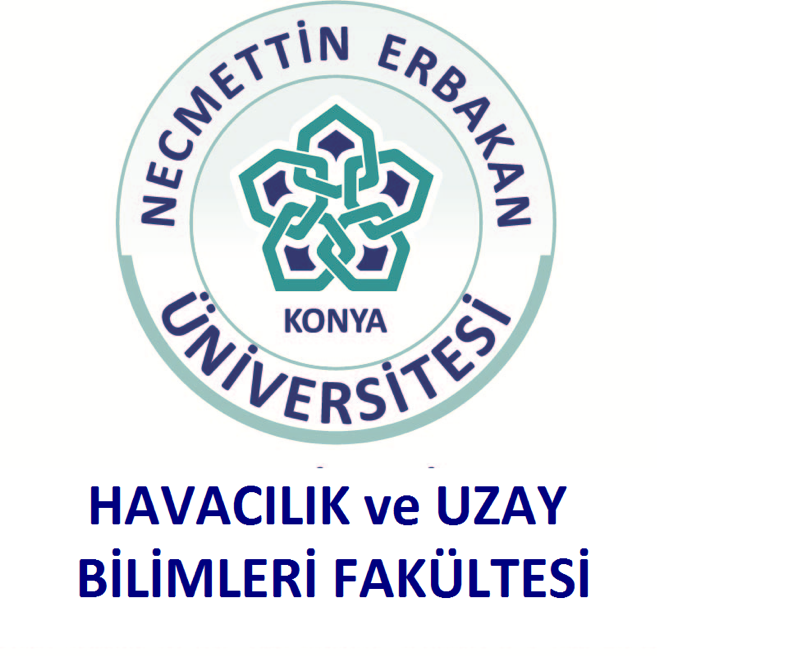 NECMETTİN ERBAKAN
ÜNİVERSİTESİ
KONYA
HAVACILIK ve UZAY
BİLİMLERİ FAKÜLTESİ